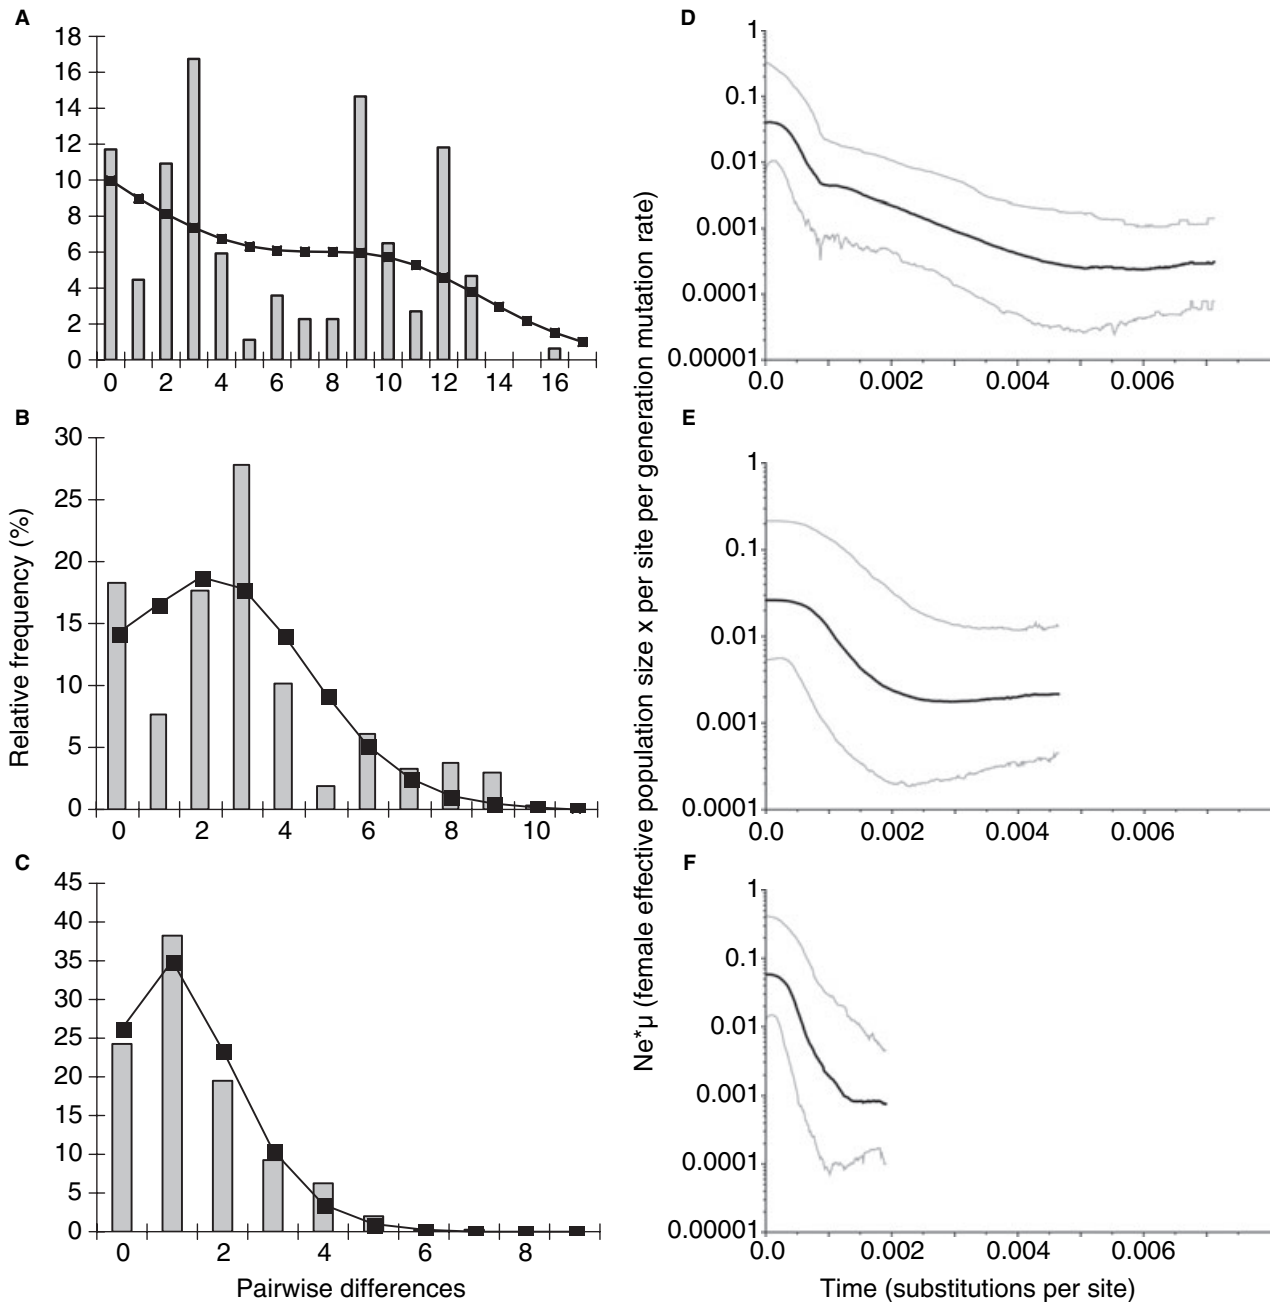 A
18
16
14
12
10
8
6
4
2
0
0 2 4 6 8 10 12 14 16
B
30
25
20
15
10
5
0
0 2 4 6 8 10
C
45
40
35
30
25
20
15
10
5
0
0 2 4 6 8
Relative frequency (%)
Pairwise differences
D
1
0.1
0.01
0.001
0.0001
0.00001
0.0 0.002 0.004 0.006
E
1
0.1
0.01
0.001
0.0001
0.0 0.002 0.004 0.006
F
1
0.1
0.01
0.001
0.0001
0.00001
0.0 0.002 0.004 0.006
Ne*µ (female effective population size x per site per generation mutation rate)
Time (substitutions per site)